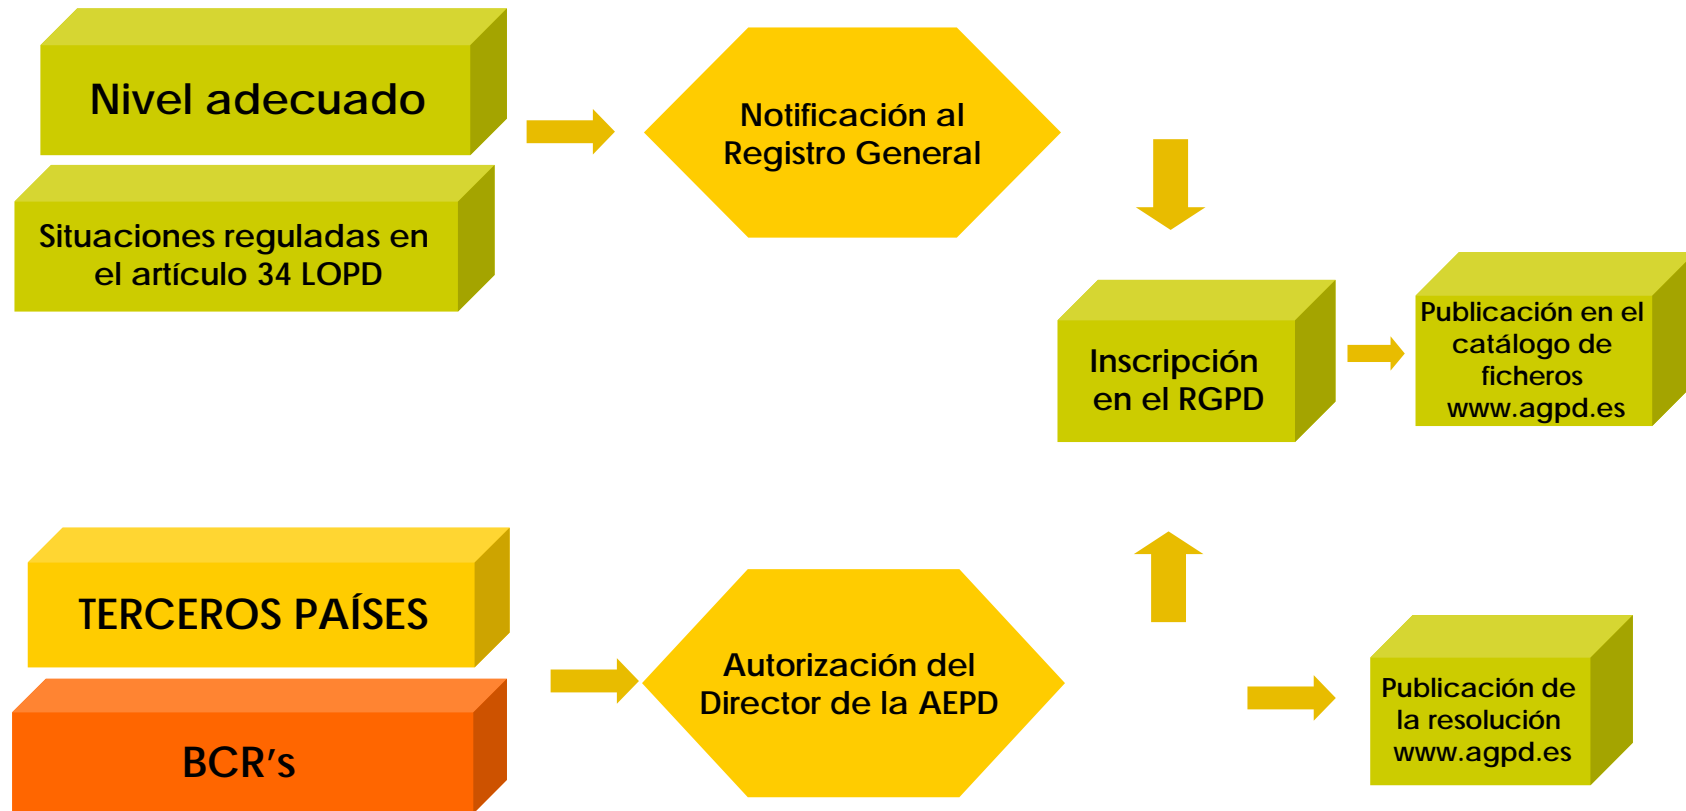 Nivel adecuado
Situaciones reguladas en
el artículo 34 LOPD
Notificación al
Registro General
Inscripción
en el RGPD
Publicación en el
catálogo de
ficheros
www.agpd.es
TERCEROS PAÍSES
BCR's
Autorización del
Director de la AEPD
Publicación de
la resolución
www.agpd.es